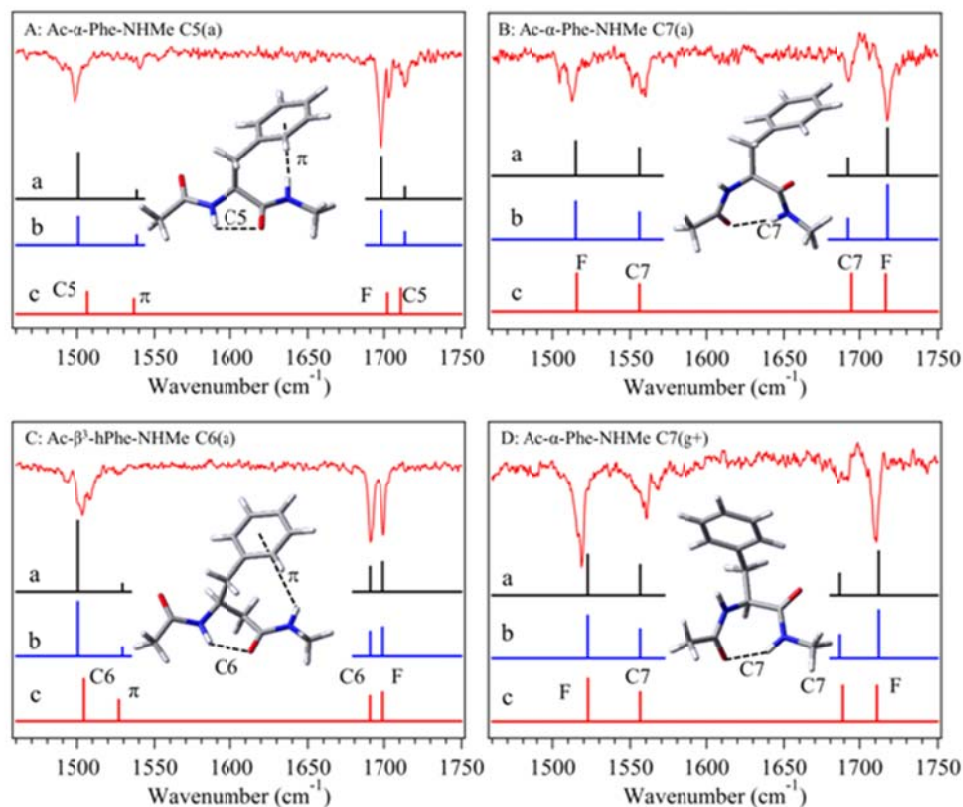 A: Ac-α-Phe-NHMe C5(a)
π
a
C5
b
C5
π
F
C5
c
1500 1550 1600 1650 1700 1750
Wavenumber (cm⁻¹)
B: Ac-α-Phe-NHMe C7(a)
a
b
C7
F
C7
C7
F
c
1500 1550 1600 1650 1700 1750
Wavenumber (cm⁻¹)
C: Ac-β³-hPhe-NHMe C6(a)
π
a
b
C6
C6
π
C6
F
c
1500 1550 1600 1650 1700 1750
Wavenumber (cm⁻¹)
D: Ac-α-Phe-NHMe C7(g+)
a
b
C7
F
C7
C7
F
c
1500 1550 1600 1650 1700 1750
Wavenumber (cm⁻¹)